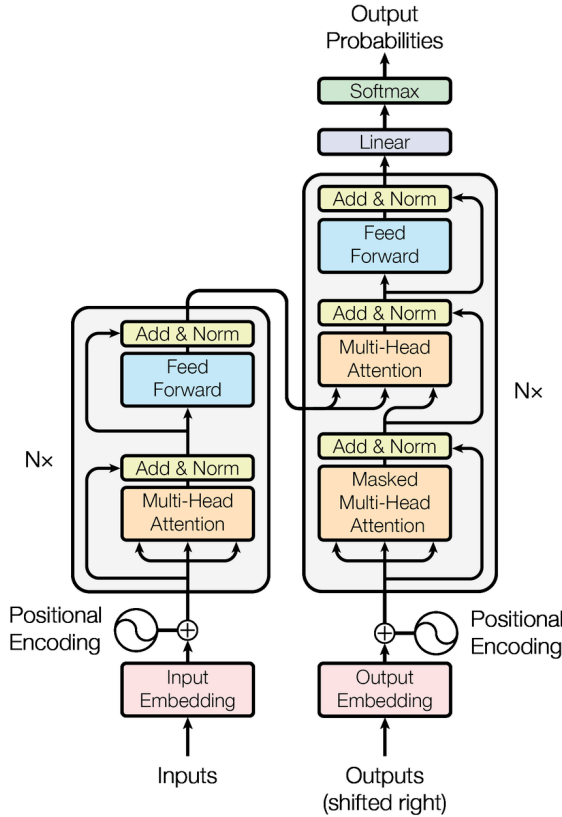 Output
Probabilities
Softmax
Linear
Add & Norm
Feed
Forward
Add & Norm
Multi-Head
Attention
Nx
Add & Norm
Masked
Multi-Head
Attention
Add & Norm
Feed
Forward
Nx
Add & Norm
Multi-Head
Attention
Positional
Encoding
Positional
Encoding
Input
Embedding
Output
Embedding
Inputs
Outputs
(shifted right)